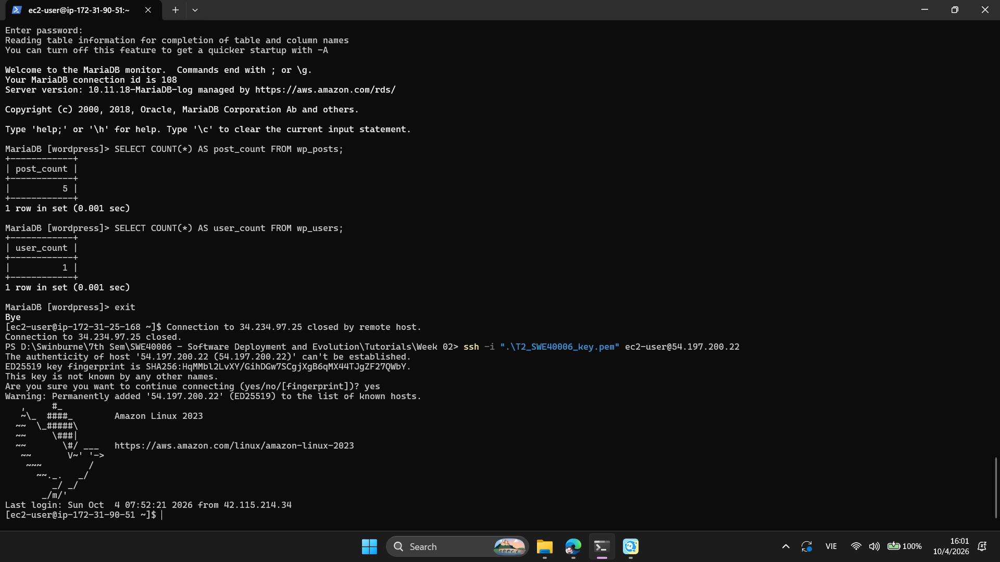 ec2-user@ip-172-31-90-51:~
Enter password:
Reading table information for completion of table and column names
You can turn off this feature to get a quicker startup with -A
Welcome to the MariaDB monitor.  Commands end with ; or \g.
Your MariaDB connection id is 108
Server version: 10.11.18-MariaDB-log managed by https://aws.amazon.com/rds/
Copyright (c) 2000, 2018, Oracle, MariaDB Corporation Ab and others.
Type 'help;' or '\h' for help. Type '\c' to clear the current input statement.
MariaDB [wordpress]> SELECT COUNT(*) AS post_count FROM wp_posts;
+------------+
| post_count |
+------------+
|          5 |
+------------+
1 row in set (0.001 sec)
MariaDB [wordpress]> SELECT COUNT(*) AS user_count FROM wp_users;
+------------+
| user_count |
+------------+
|          1 |
+------------+
1 row in set (0.001 sec)
MariaDB [wordpress]> exit
Bye
[ec2-user@ip-172-31-25-168 ~]$ Connection to 34.234.97.25 closed by remote host.
Connection to 34.234.97.25 closed.
PS D:\Swinburne\7th Sem\SWE40006 - Software Deployment and Evolution\Tutorials\Week 02> ssh -i ".\T2_SWE40006_key.pem" ec2-user@54.197.200.22
The authenticity of host '54.197.200.22 (54.197.200.22)' can't be established.
ED25519 key fingerprint is SHA256:HqMMbl2LvXY/GihDGw7SCgjXgB6qMX44TJgZF27QWbY.
This key is not known by any other names.
Are you sure you want to continue connecting (yes/no/[fingerprint])? yes
Warning: Permanently added '54.197.200.22' (ED25519) to the list of known hosts.
   ,     #_
   ~\_  ####_        Amazon Linux 2023
  ~~  \_#####\
  ~~     \###|
  ~~       \#/ ___   https://aws.amazon.com/linux/amazon-linux-2023
   ~~       V~' '->
    ~~~         /
      ~~._.   _/
         _/ _/
       _/m/'
Last login: Sun Oct  4 07:52:21 2026 from 42.115.214.34
[ec2-user@ip-172-31-90-51 ~]$
Search
VIE
100%
16:01
10/4/2026